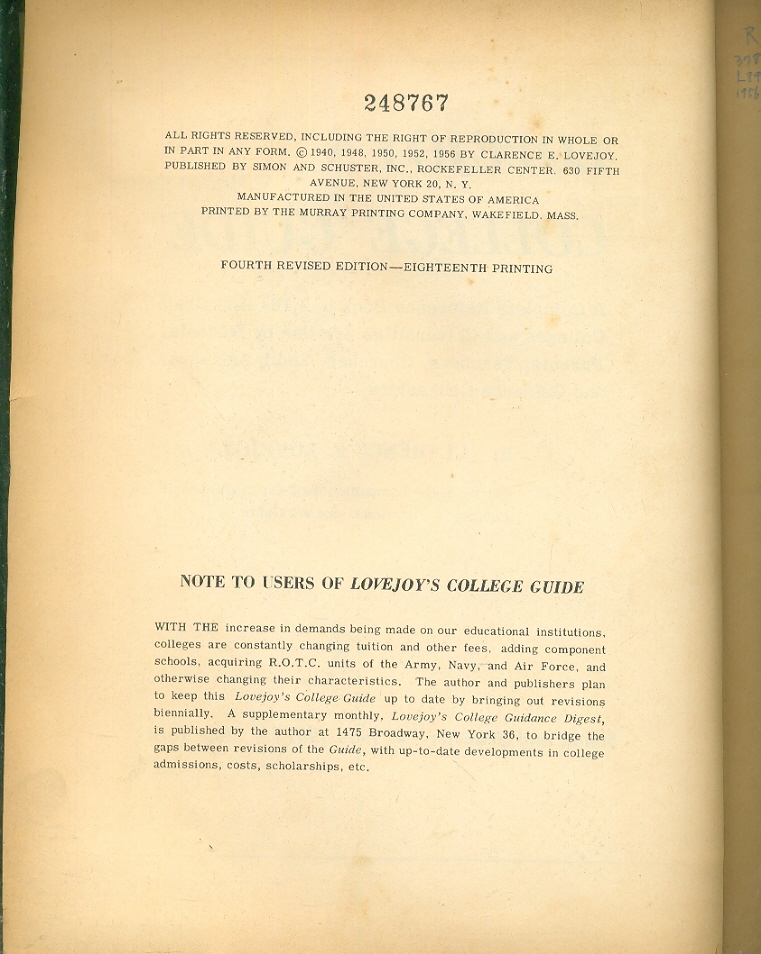 248767
ALL RIGHTS RESERVED, INCLUDING THE RIGHT OF REPRODUCTION IN WHOLE OR
IN PART IN ANY FORM. © 1940, 1948, 1950, 1952, 1956 BY CLARENCE E. LOVEJOY.
PUBLISHED BY SIMON AND SCHUSTER, INC., ROCKEFELLER CENTER, 630 FIFTH
AVENUE, NEW YORK 20, N. Y.
MANUFACTURED IN THE UNITED STATES OF AMERICA
PRINTED BY THE MURRAY PRINTING COMPANY, WAKEFIELD, MASS.
FOURTH REVISED EDITION—EIGHTEENTH PRINTING
NOTE TO USERS OF LOVEJOY'S COLLEGE GUIDE
WITH THE increase in demands being made on our educational institutions,
colleges are constantly changing tuition and other fees, adding component
schools, acquiring R.O.T.C. units of the Army, Navy, and Air Force, and
otherwise changing their characteristics. The author and publishers plan
to keep this Lovejoy's College Guide up to date by bringing out revisions
biennially. A supplementary monthly, Lovejoy's College Guidance Digest,
is published by the author at 1475 Broadway, New York 36, to bridge the
gaps between revisions of the Guide, with up-to-date developments in college
admissions, costs, scholarships, etc.
R
378
L89
1956